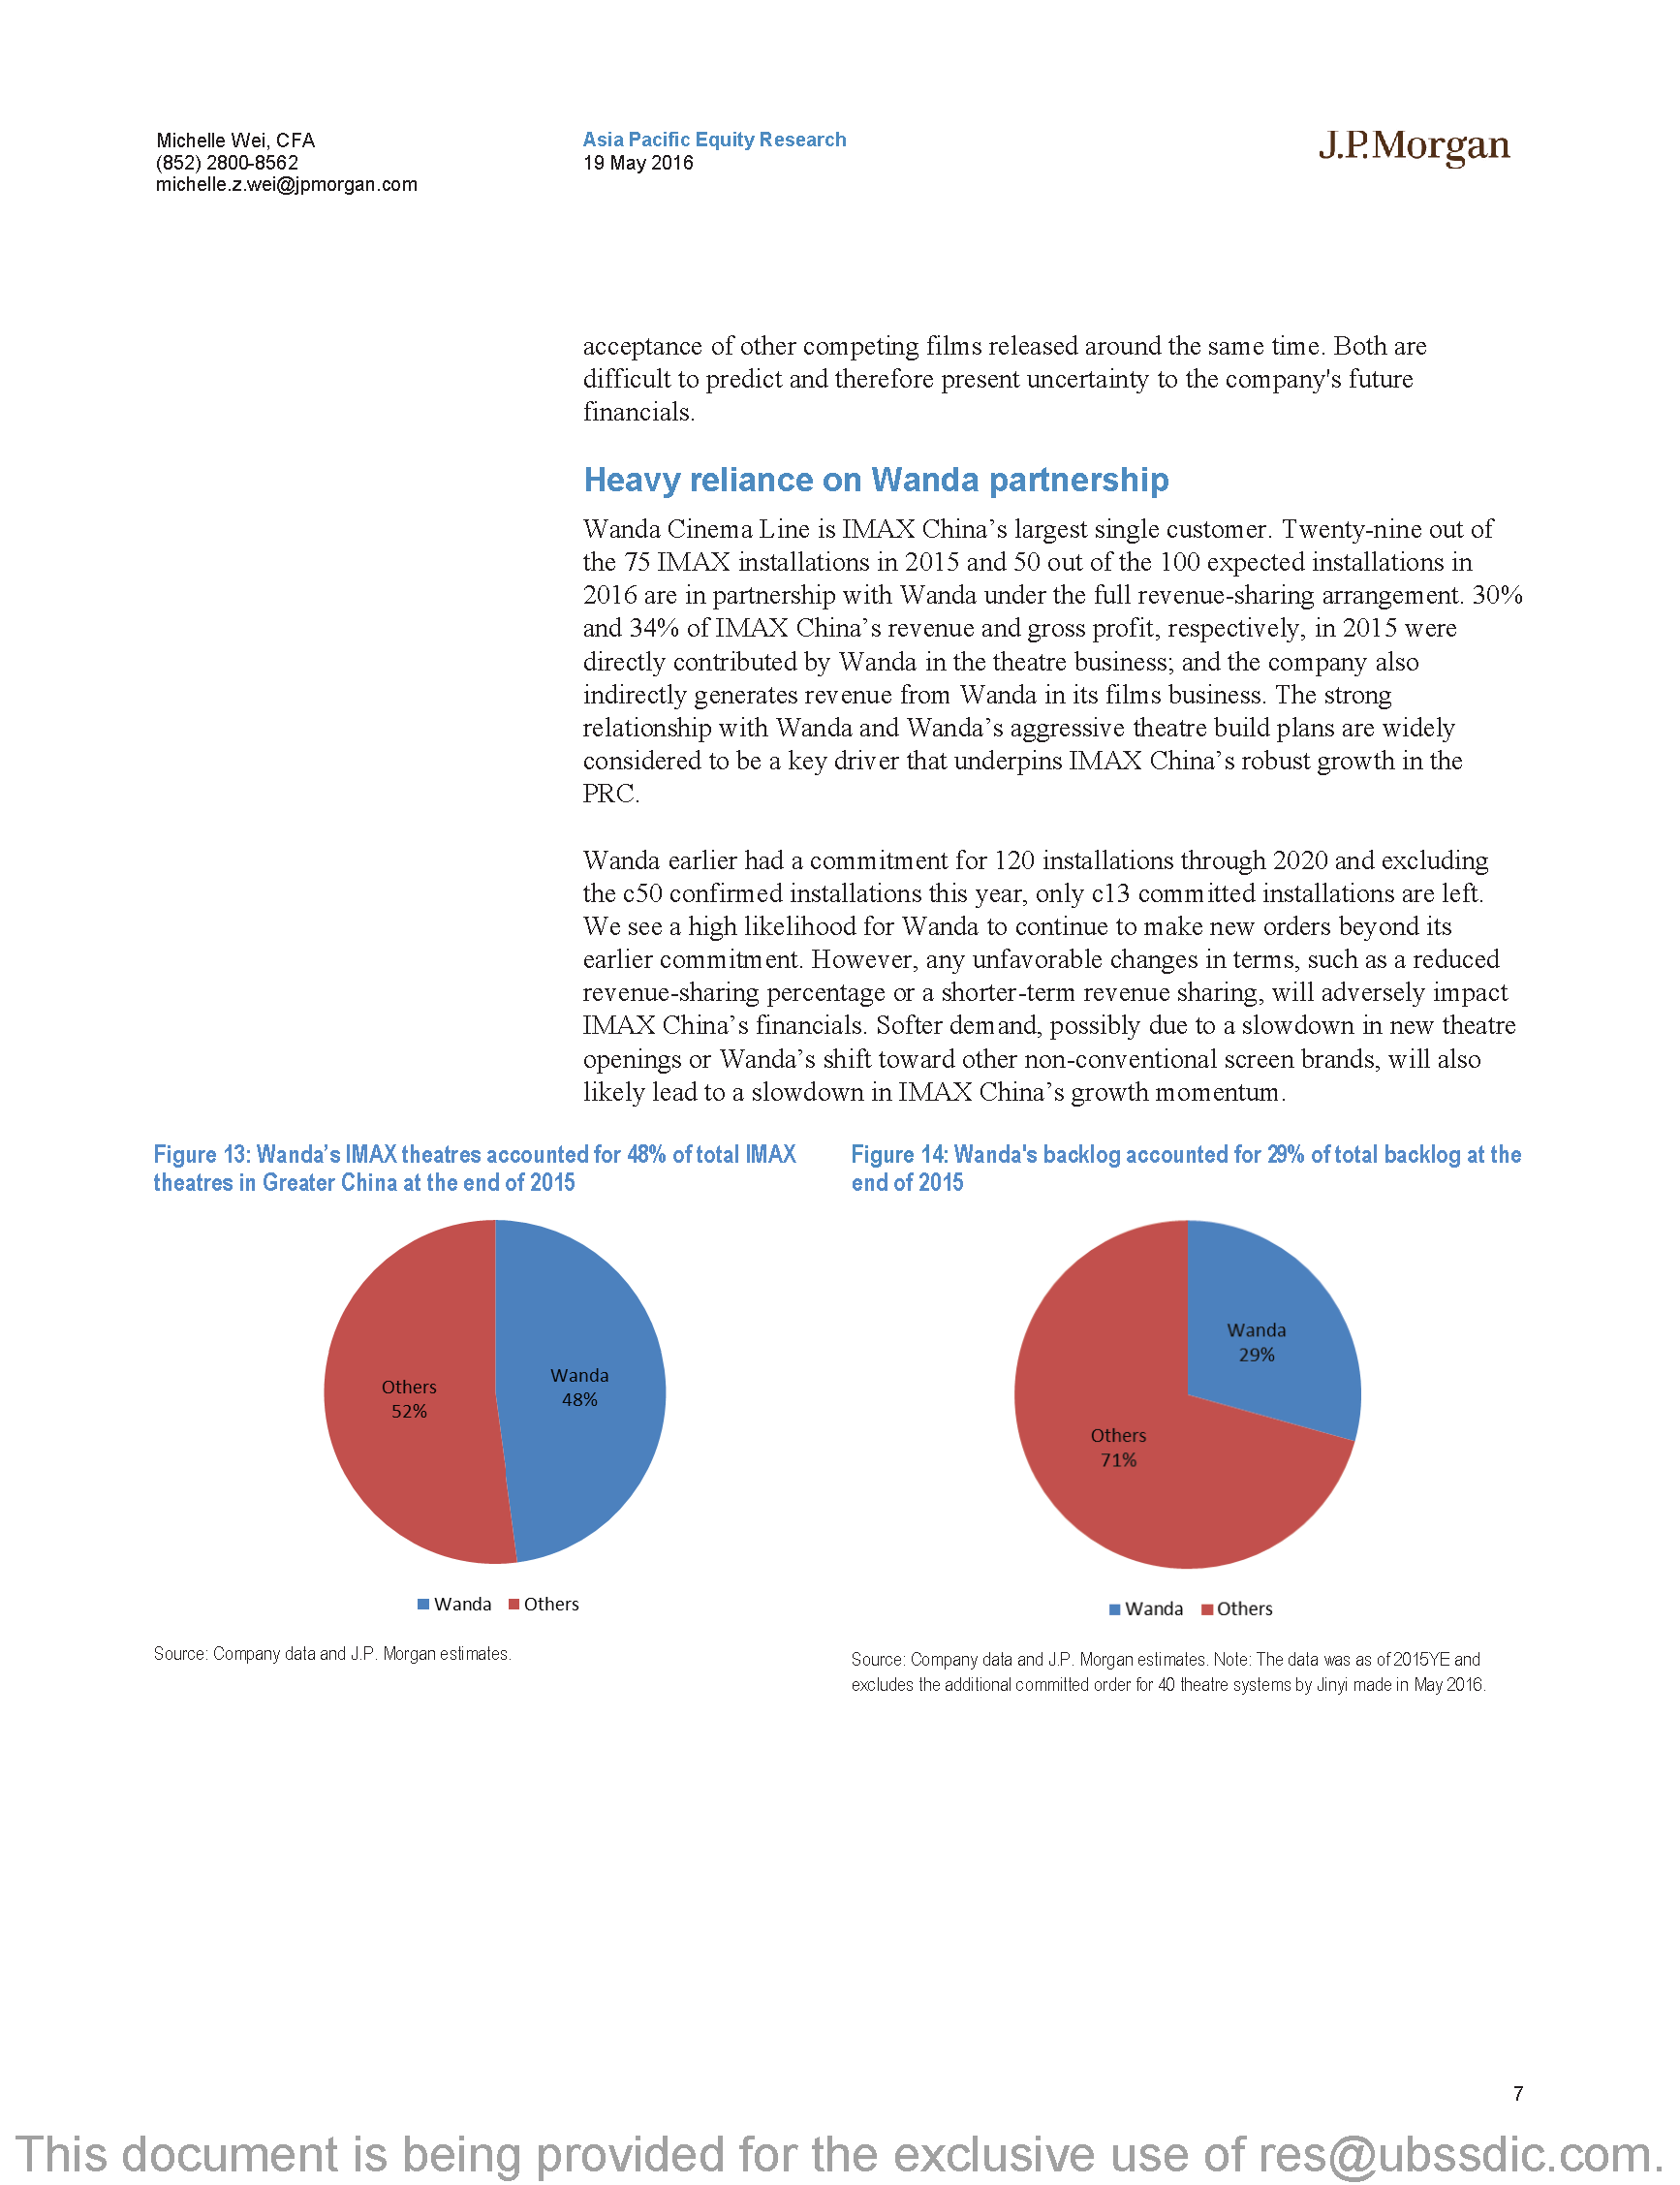 Michelle Wei, CFA
(852) 2800-8562
michelle.z.wei@jpmorgan.com
Asia Pacific Equity Research
19 May 2016
J.P.Morgan
acceptance of other competing films released around the same time. Both are
difficult to predict and therefore present uncertainty to the company's future
financials.
Heavy reliance on Wanda partnership
Wanda Cinema Line is IMAX China’s largest single customer. Twenty-nine out of
the 75 IMAX installations in 2015 and 50 out of the 100 expected installations in
2016 are in partnership with Wanda under the full revenue-sharing arrangement. 30%
and 34% of IMAX China’s revenue and gross profit, respectively, in 2015 were
directly contributed by Wanda in the theatre business; and the company also
indirectly generates revenue from Wanda in its films business. The strong
relationship with Wanda and Wanda’s aggressive theatre build plans are widely
considered to be a key driver that underpins IMAX China’s robust growth in the
PRC.
Wanda earlier had a commitment for 120 installations through 2020 and excluding
the c50 confirmed installations this year, only c13 committed installations are left.
We see a high likelihood for Wanda to continue to make new orders beyond its
earlier commitment. However, any unfavorable changes in terms, such as a reduced
revenue-sharing percentage or a shorter-term revenue sharing, will adversely impact
IMAX China’s financials. Softer demand, possibly due to a slowdown in new theatre
openings or Wanda’s shift toward other non-conventional screen brands, will also
likely lead to a slowdown in IMAX China’s growth momentum.
Figure 13: Wanda’s IMAX theatres accounted for 48% of total IMAX
theatres in Greater China at the end of 2015
Others
52%
Wanda
48%
Wanda Others
Source: Company data and J.P. Morgan estimates.
Figure 14: Wanda's backlog accounted for 29% of total backlog at the
end of 2015
Wanda
29%
Others
71%
Wanda Others
Source: Company data and J.P. Morgan estimates. Note: The data was as of 2015YE and
excludes the additional committed order for 40 theatre systems by Jinyi made in May 2016.
7
This document is being provided for the exclusive use of res@ubssdic.com.